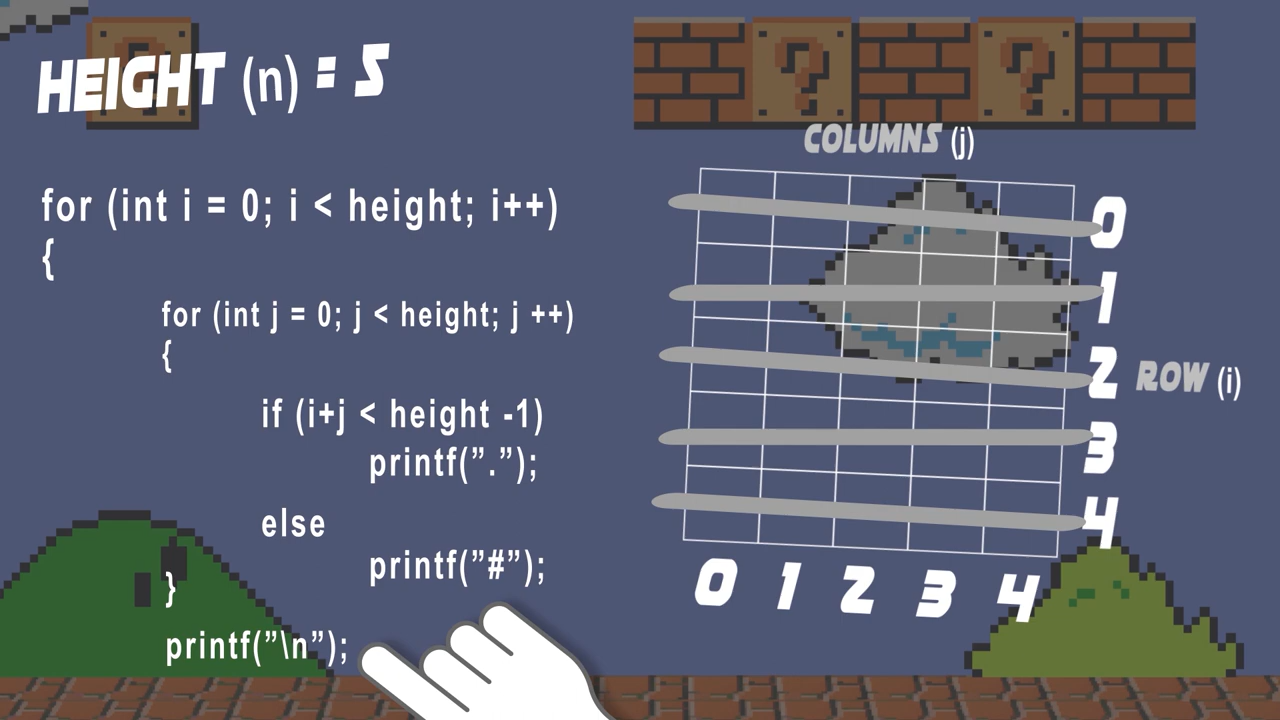 HEIGHT (n) = 5
for (int i = 0; i < height; i++)
{
for (int j = 0; j < height; j ++)
{
if (i+j < height -1)
printf(”.”);
else
printf(”#”);
}
printf(”\n”);
? ? ?
COLUMNS (j)
0
1
2
3
4
ROW (i)
0 1 2 3 4